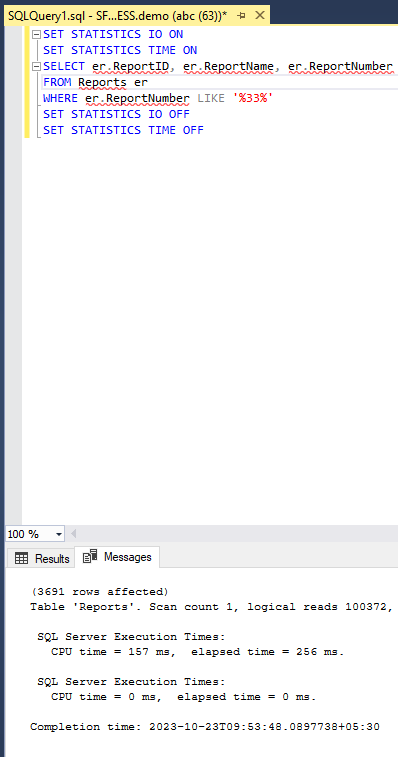 SQLQuery1.sql - SF...ESS.demo (abc (63))*
SET STATISTICS IO ON
SET STATISTICS TIME ON
SELECT er.ReportID, er.ReportName, er.ReportNumber
FROM Reports er
WHERE er.ReportNumber LIKE '%33%'
SET STATISTICS IO OFF
SET STATISTICS TIME OFF
100 %
Results Messages
(3691 rows affected)
Table 'Reports'. Scan count 1, logical reads 100372,
SQL Server Execution Times:
CPU time = 157 ms, elapsed time = 256 ms.
SQL Server Execution Times:
CPU time = 0 ms, elapsed time = 0 ms.
Completion time: 2023-10-23T09:53:48.0897738+05:30